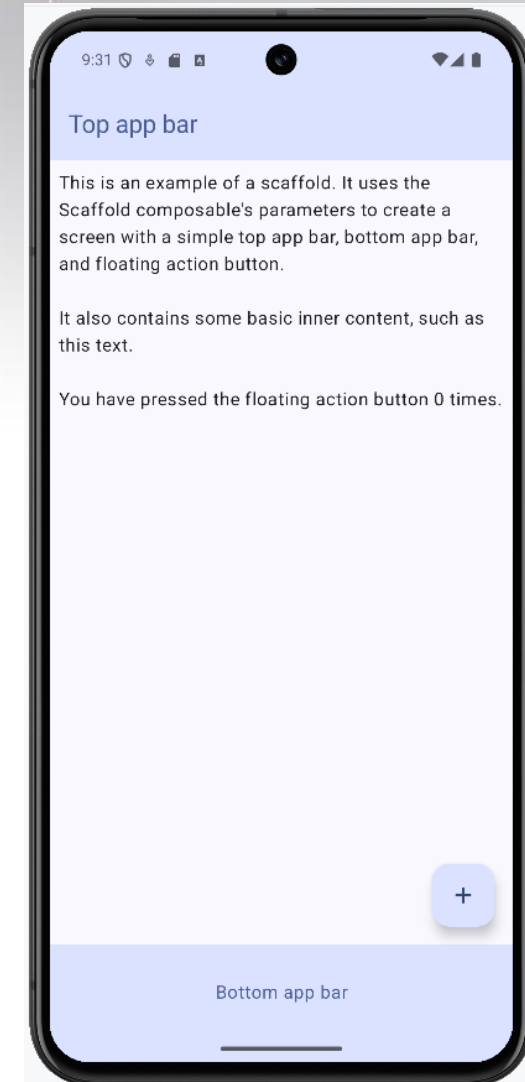 9:31
Top app bar
This is an example of a scaffold. It uses the
Scaffold composable's parameters to create a
screen with a simple top app bar, bottom app bar,
and floating action button.
It also contains some basic inner content, such as
this text.
You have pressed the floating action button 0 times.
+
Bottom app bar